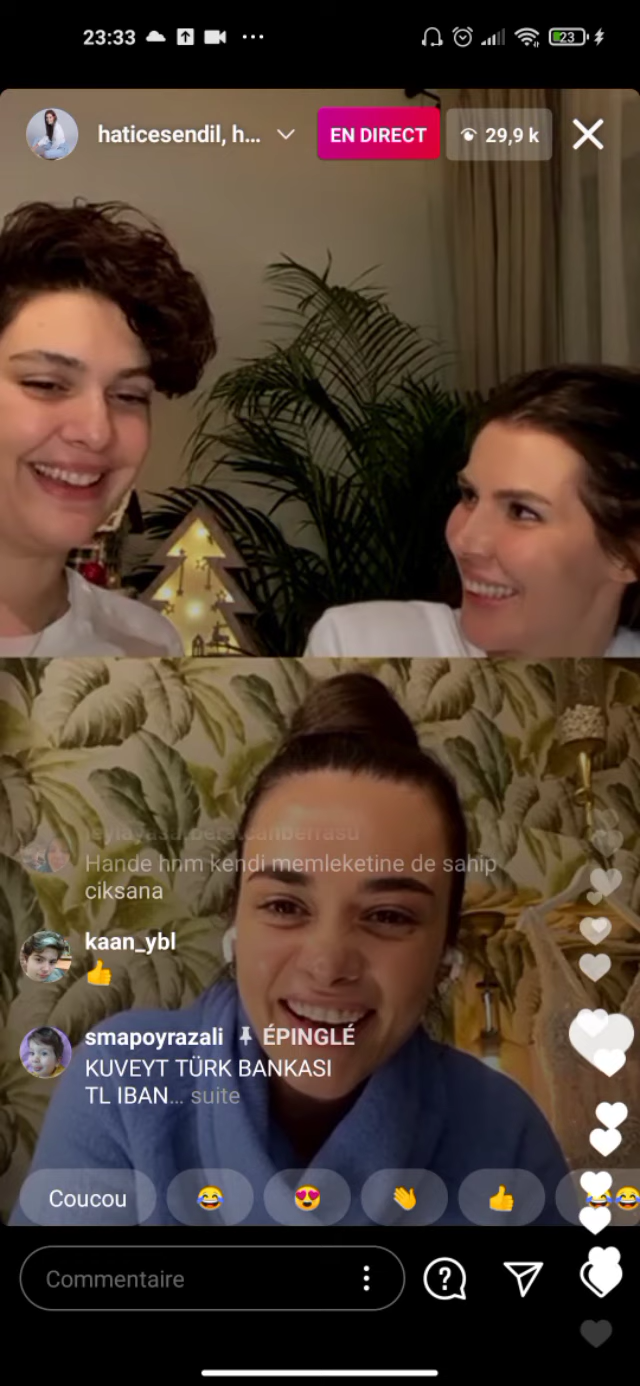 23:33
23
haticesendil, h...
EN DIRECT
29,9 k
Hande hnm kendi memleketine de sahip
ciksana
kaan_ybl
smapoyrazali ÉPINGLÉ
KUVEYT TÜRK BANKASI
TL IBAN... suite
Coucou
Commentaire